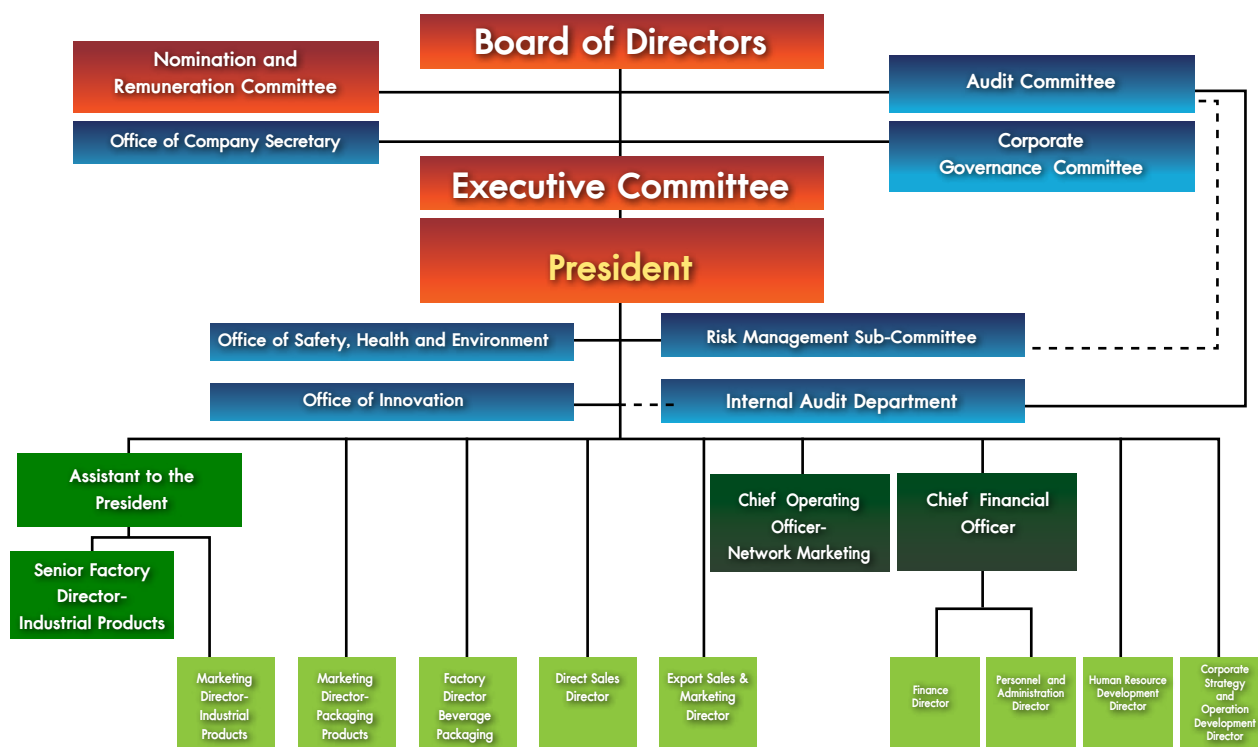 Board of Directors
Nomination and
Remuneration Committee
Audit Committee
Office of Company Secretary
Corporate
Governance Committee
Executive Committee
President
Office of Safety, Health and Environment
Risk Management Sub-Committee
Office of Innovation
Internal Audit Department
Assistant to the
President
Chief Operating
Officer-
Network Marketing
Chief Financial
Officer
Senior Factory
Director-
Industrial Products
Marketing
Director-
Industrial
Products
Marketing
Director-
Packaging
Products
Factory
Director
Beverage
Packaging
Direct Sales
Director
Export Sales &
Marketing
Director
Finance
Director
Personnel and
Administration
Director
Human Resource
Development
Director
Corporate
Strategy
and
Operation
Development
Director